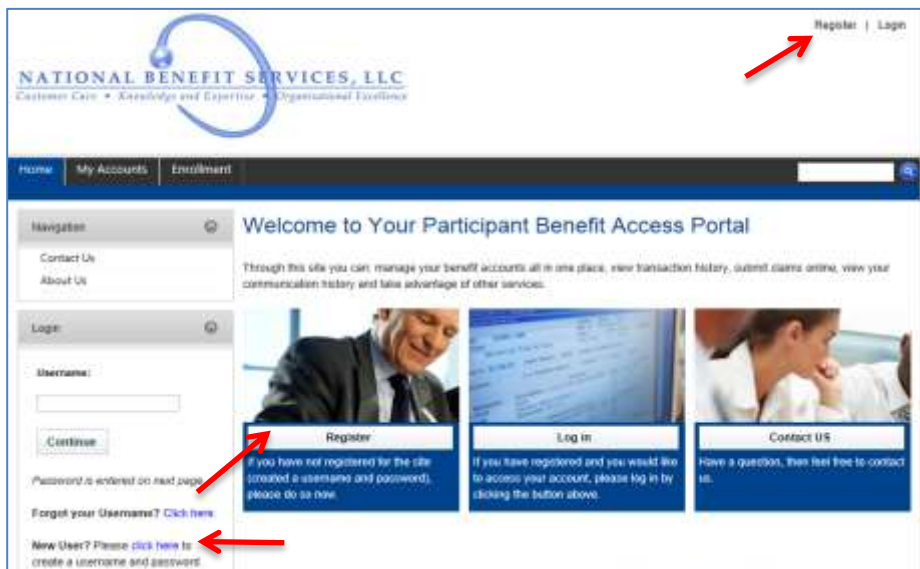 Register | Login
NATIONAL BENEFIT SERVICES, LLC
Customer Care • Knowledge and Expertise • Organizational Excellence
Home My Accounts Enrollment
Navigation
Contact Us
About Us
Login
Username:
Continue
Password is entered on next page
Forgot your Username? Click here
New User? Please click here to
create a username and password
Welcome to Your Participant Benefit Access Portal
Through this site you can: manage your benefit accounts all in one place, view transaction history, submit claims online, view your
communication history and take advantage of other services.
Register
If you have not registered for the site
(created a username and password),
please do so now.
Log in
If you have registered and you would like
to access your account, please log in by
clicking the button above.
Contact US
Have a question, then feel free to contact
us.